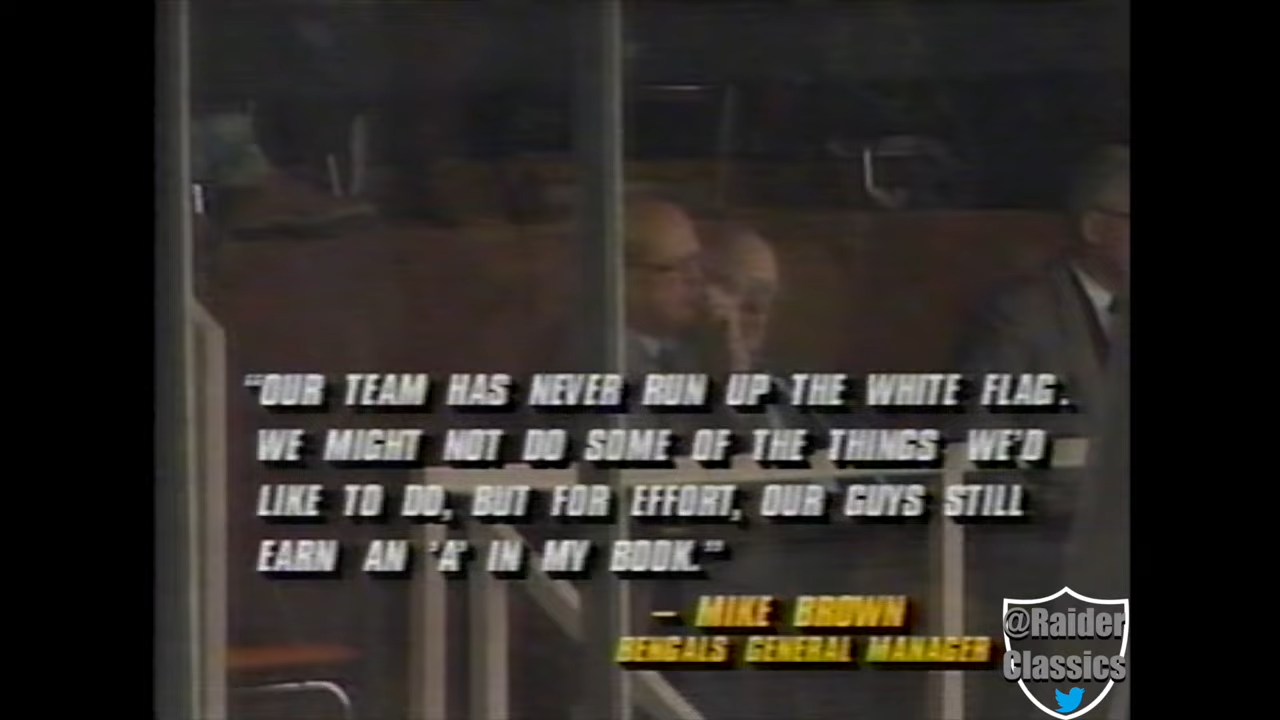 "OUR TEAM HAS NEVER RUN UP THE WHITE FLAG.
WE MIGHT NOT DO SOME OF THE THINGS WE'D
LIKE TO DO, BUT FOR EFFORT, OUR GUYS STILL
EARN AN 'A' IN MY BOOK."
– MIKE BROWN
BENGALS GENERAL MANAGER
@Raider
Classics